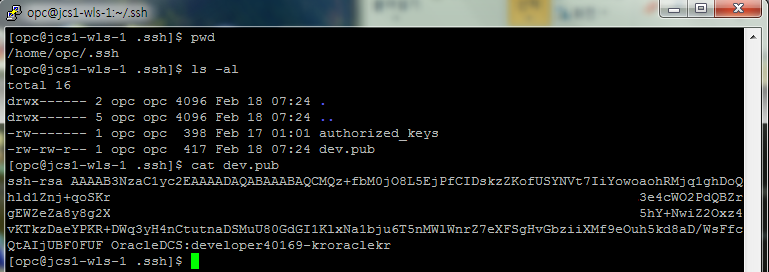 opc@jcs1-wls-1:~/.ssh
[opc@jcs1-wls-1 .ssh]$ pwd
/home/opc/.ssh
[opc@jcs1-wls-1 .ssh]$ ls -al
total 16
drwx------ 2 opc opc 4096 Feb 18 07:24 .
drwx------ 5 opc opc 4096 Feb 18 07:24 ..
-rw------- 1 opc opc  398 Feb 17 01:01 authorized_keys
-rw-rw-r-- 1 opc opc  417 Feb 18 07:24 dev.pub
[opc@jcs1-wls-1 .ssh]$ cat dev.pub
ssh-rsa AAAAB3NzaC1yc2EAAAADAQABAAABAQCMQz+fbM0jO8L5EjPfCIDskzZKofUSYNVt7IiYowoaohRMjq1ghDoQ
hld1Znj+qoSKr 3e4cWO2PdQBZr
gEWZeZa8y8g2X 5hY+NwiZ2Oxz4
vKTkzDaeYPKR+DWq3yH4nCtutnaDSMuU80GdGI1KlxNa1bju6T5nMWlWnrZ7eXFSgHvGbziiXMf9eOuh5kd8aD/WsFfc
QtAIjUBF0FUF OracleDCS:developer40169-kroraclekr
[opc@jcs1-wls-1 .ssh]$